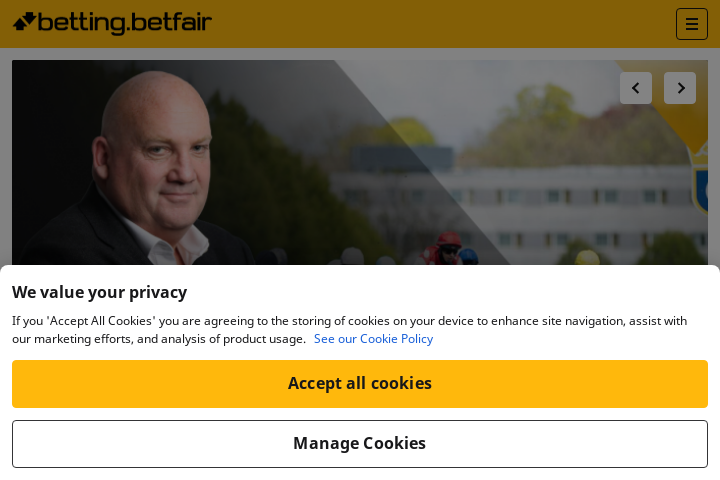 betting.betfair
We value your privacy
If you 'Accept All Cookies' you are agreeing to the storing of cookies on your device to enhance site navigation, assist with
our marketing efforts, and analysis of product usage. See our Cookie Policy
Accept all cookies
Manage Cookies